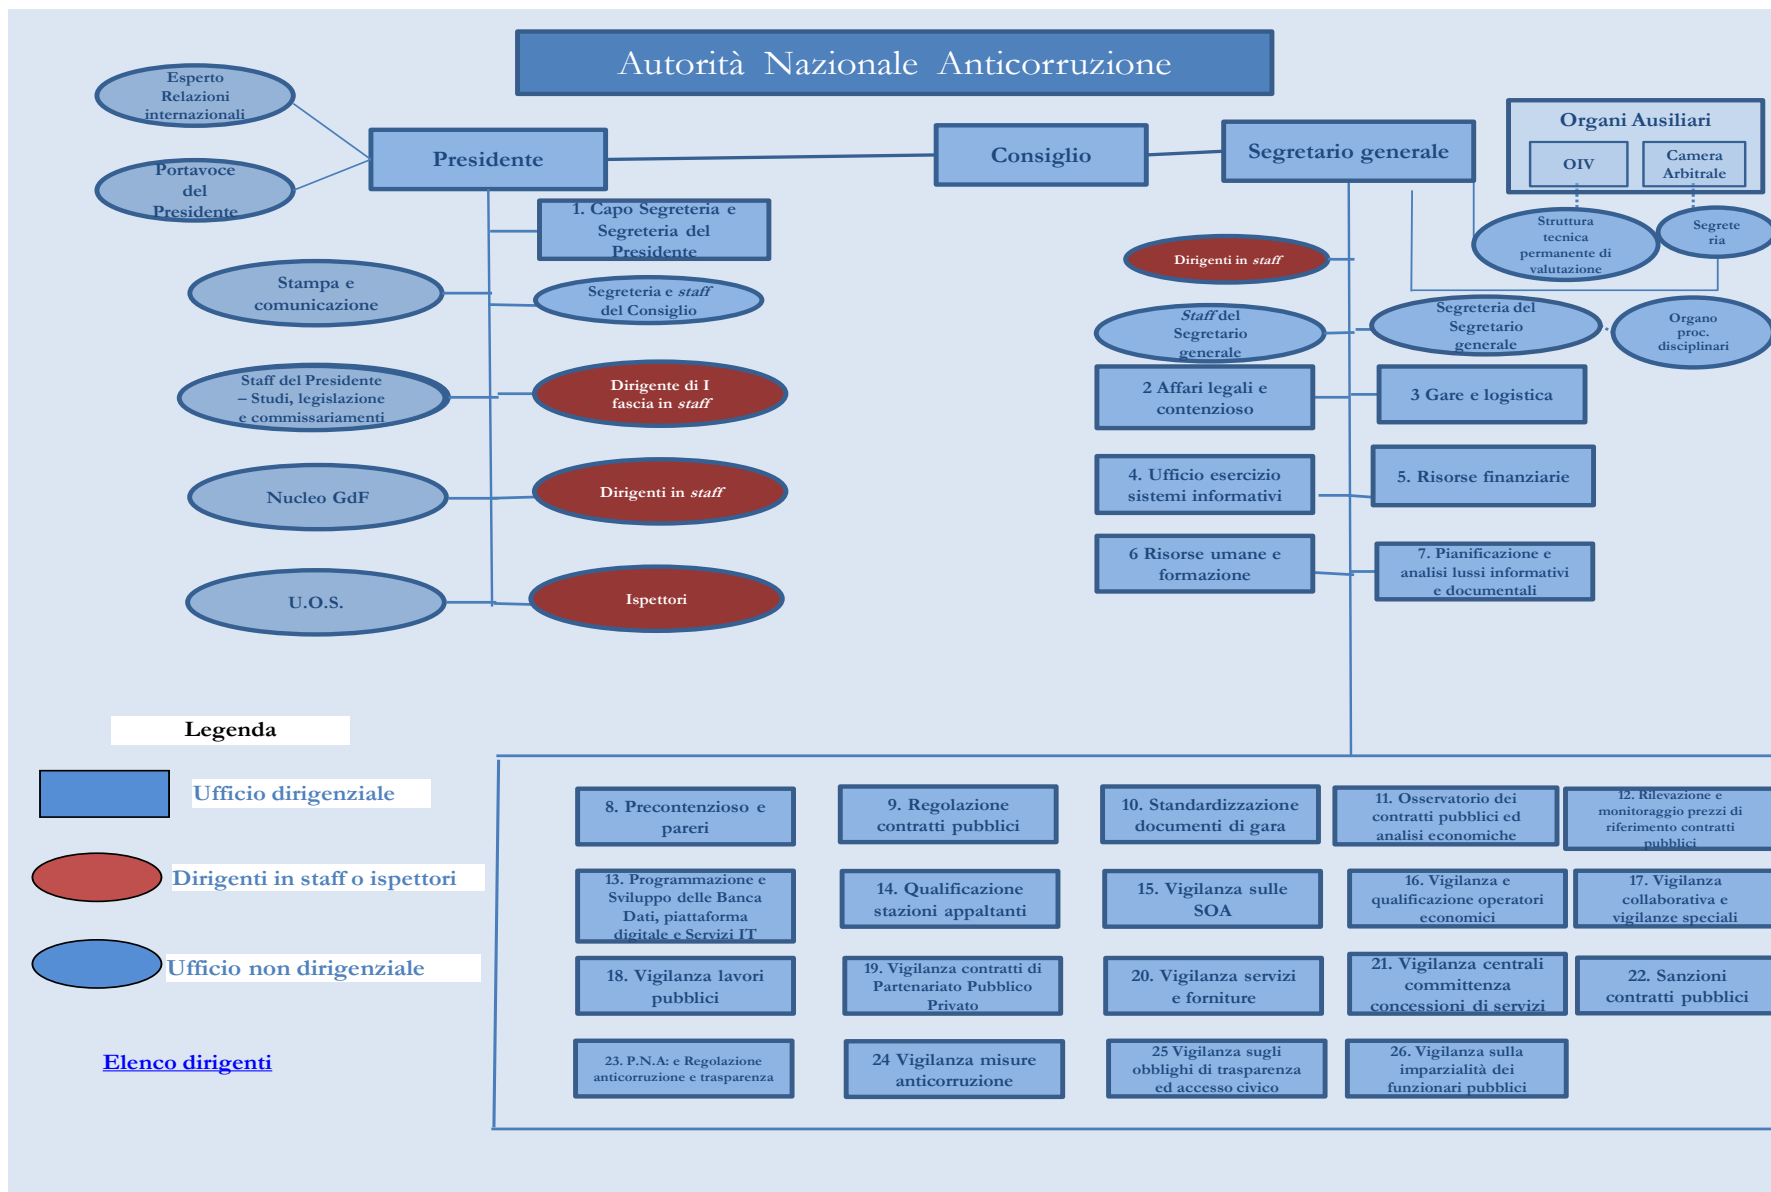 Autorità Nazionale Anticorruzione
Esperto
Relazioni
internazionali
Portavoce
del
Presidente
Presidente
Consiglio
Segretario generale
Organi Ausiliari
OIV
Camera
Arbitrale
Struttura
tecnica
permanente di
valutazione
Segrete
ria
1. Capo Segreteria e
Segreteria del
Presidente
Stampa e
comunicazione
Segreteria e staff
del Consiglio
Staff del Presidente
– Studi, legislazione
e commissariamenti
Dirigente di I
fascia in staff
Nucleo GdF
Dirigenti in staff
U.O.S.
Ispettori
Dirigenti in staff
Staff del
Segretario
generale
Segreteria del
Segretario
generale
Organo
proc.
disciplinari
2 Affari legali e
contenzioso
3 Gare e logistica
4. Ufficio esercizio
sistemi informativi
5. Risorse finanziarie
6 Risorse umane e
formazione
7. Pianificazione e
analisi lussi informativi
e documentali
Legenda
Ufficio dirigenziale
Dirigenti in staff o ispettori
Ufficio non dirigenziale
Elenco dirigenti
8. Precontenzioso e
pareri
9. Regolazione
contratti pubblici
10. Standardizzazione
documenti di gara
11. Osservatorio dei
contratti pubblici ed
analisi economiche
12. Rilevazione e
monitoraggio prezzi di
riferimento contratti
pubblici
13. Programmazione e
Sviluppo delle Banca
Dati, piattaforma
digitale e Servizi IT
14. Qualificazione
stazioni appaltanti
15. Vigilanza sulle
SOA
16. Vigilanza e
qualificazione operatori
economici
17. Vigilanza
collaborativa e
vigilanze speciali
18. Vigilanza lavori
pubblici
19. Vigilanza contratti di
Partenariato Pubblico
Privato
20. Vigilanza servizi
e forniture
21. Vigilanza centrali
committenza
concessioni di servizi
22. Sanzioni
contratti pubblici
23. P.N.A: e Regolazione
anticorruzione e trasparenza
24 Vigilanza misure
anticorruzione
25 Vigilanza sugli
obblighi di trasparenza
ed accesso civico
26. Vigilanza sulla
imparzialità dei
funzionari pubblici